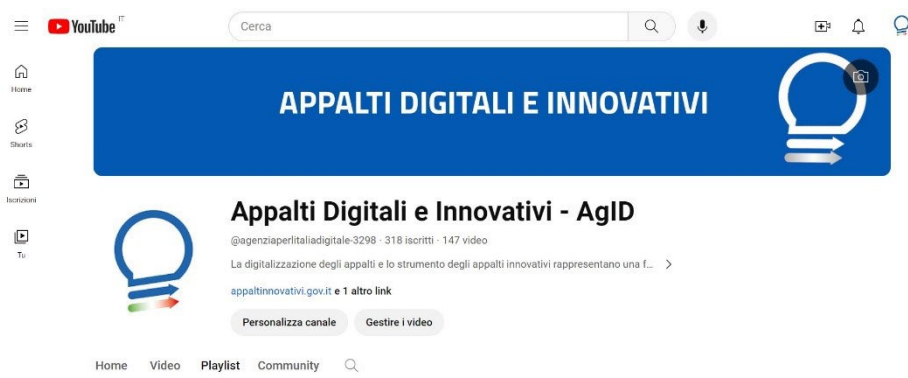 YouTube IT
Cerca
Home
Shorts
Iscrizioni
Tu
APPALTI DIGITALI E INNOVATIVI
Appalti Digitali e Innovativi - AgID
@agenziaperlitaliadigitale-3298 · 318 iscritti · 147 video
La digitalizzazione degli appalti e lo strumento degli appalti innovativi rappresentano una f...
appaltinnovativi.gov.it e 1 altro link
Personalizza canale Gestire i video
Home Video Playlist Community